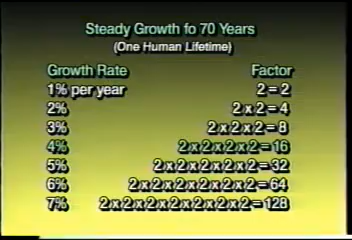 Steady Growth fo 70 Years
(One Human Lifetime)
Growth Rate Factor
1% per year 2 = 2
2% 2 x 2 = 4
3% 2 x 2 x 2 = 8
4% 2 x 2 x 2 x 2 = 16
5% 2 x 2 x 2 x 2 x 2 = 32
6% 2 x 2 x 2 x 2 x 2 x 2 = 64
7% 2 x 2 x 2 x 2 x 2 x 2 x 2 = 128